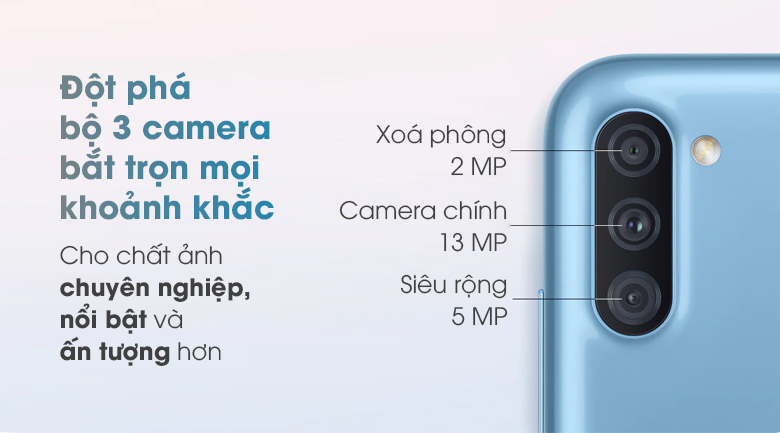 Đột phá
bộ 3 camera
bắt trọn mọi
khoảnh khắc
Cho chất ảnh
chuyên nghiệp,
nổi bật và
ấn tượng hơn
Xoá phông
2 MP
Camera chính
13 MP
Siêu rộng
5 MP